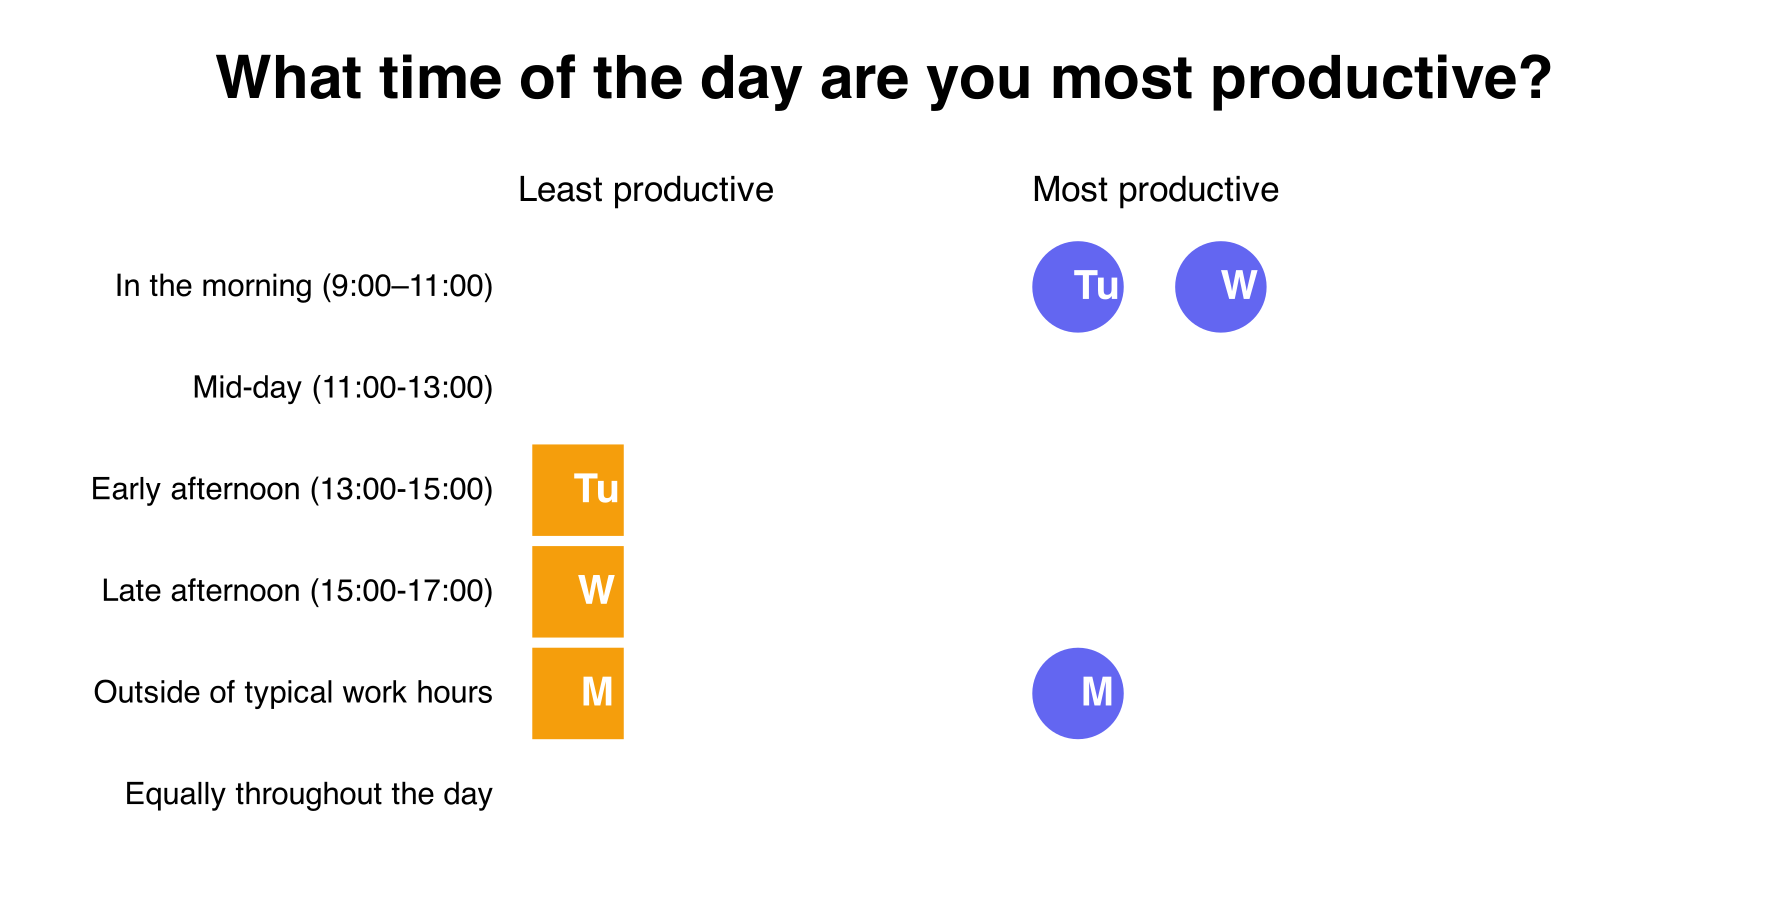 What time of the day are you most productive?
Least productive Most productive
In the morning (9:00–11:00) Tu W
Mid-day (11:00-13:00)
Early afternoon (13:00-15:00) Tu
Late afternoon (15:00-17:00) W
Outside of typical work hours M M
Equally throughout the day